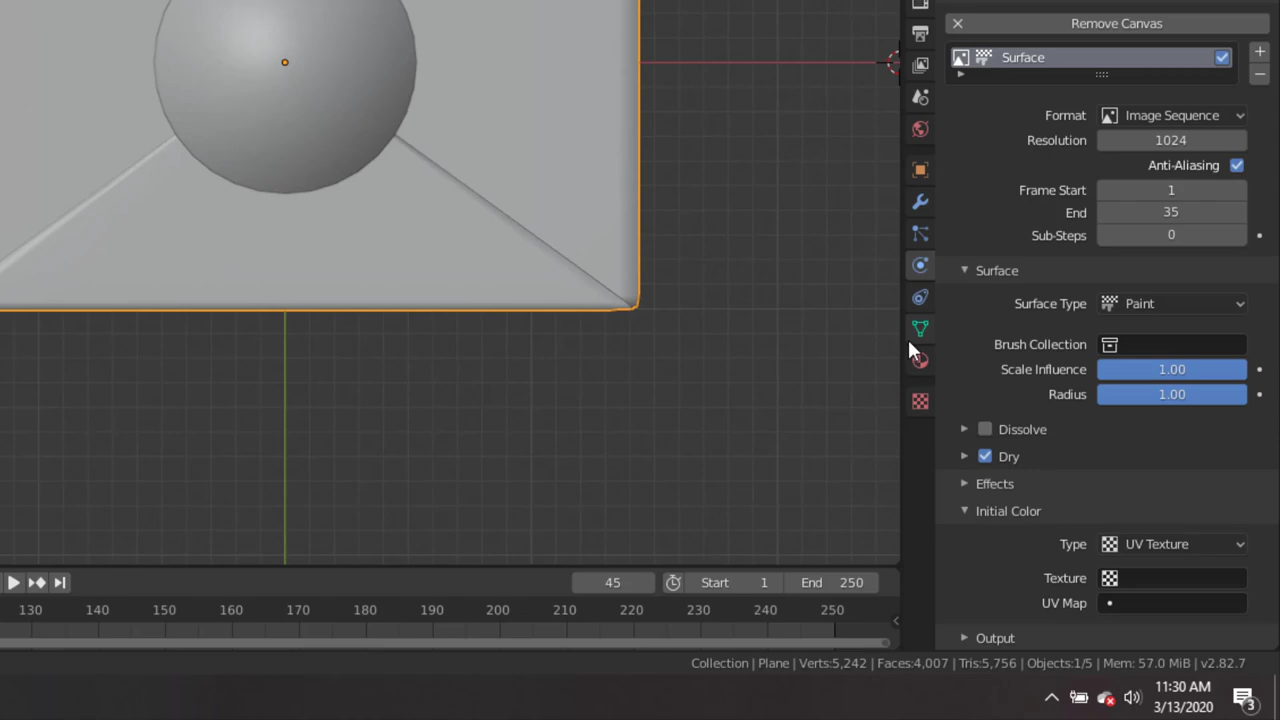 Remove Canvas
Surface
Format Image Sequence
Resolution 1024
Anti-Aliasing
Frame Start 1
End 35
Sub-Steps 0
Surface
Surface Type Paint
Brush Collection
Scale Influence 1.00
Radius 1.00
Dissolve
Dry
Effects
Initial Color
Type UV Texture
Texture
UV Map
Output
45 Start 1 End 250
130 140 150 160 170 180 190 200 210 220 230 240 250
Collection | Plane | Verts:5,242 | Faces:4,007 | Tris:5,756 | Objects:1/5 | Mem: 57.0 MiB | v2.82.7
11:30 AM
3/13/2020
3